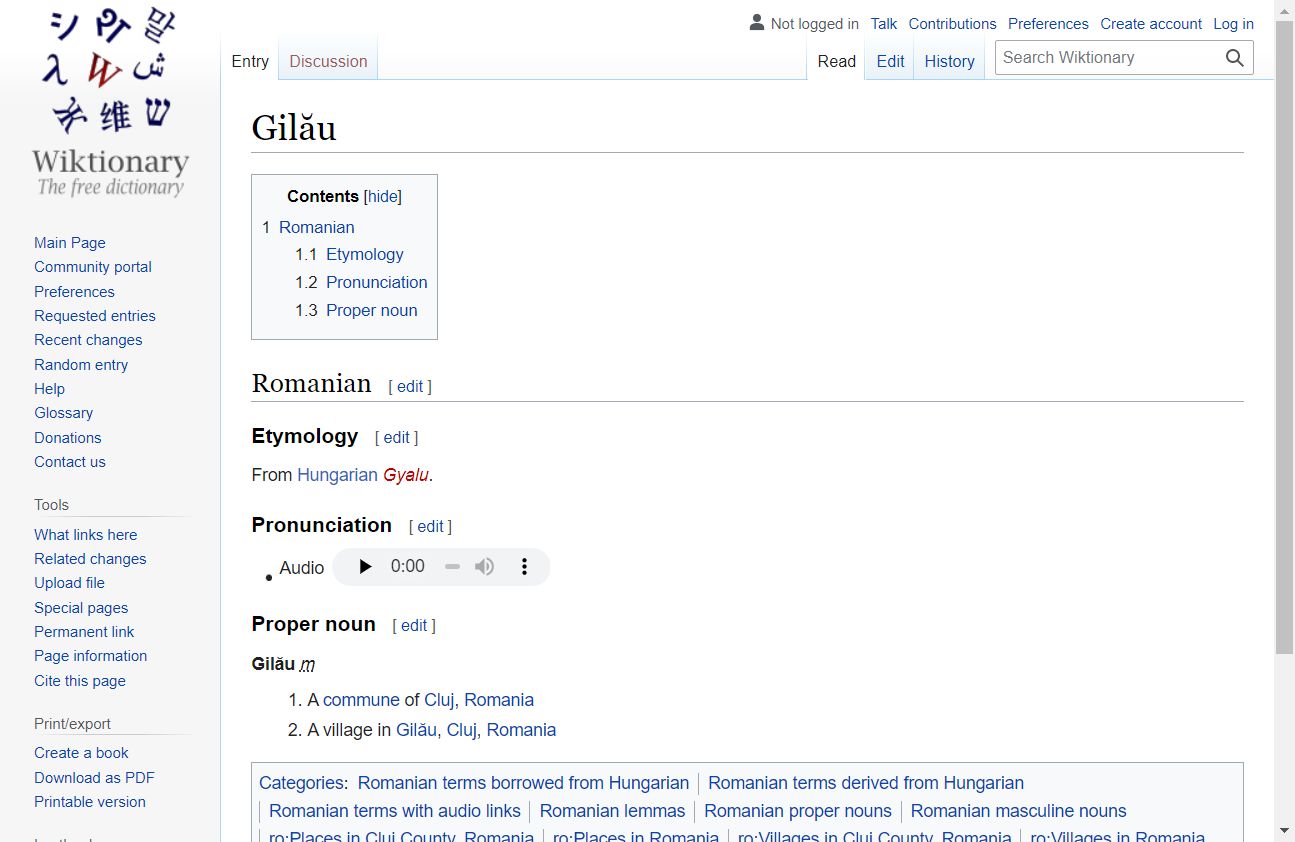 シ Wiktionary
The free dictionary
Main Page
Community portal
Preferences
Requested entries
Recent changes
Random entry
Help
Glossary
Donations
Contact us
Tools
What links here
Related changes
Upload file
Special pages
Permanent link
Page information
Cite this page
Print/export
Create a book
Download as PDF
Printable version
Not logged in Talk Contributions Preferences Create account Log in
Entry Discussion Read Edit History Search Wiktionary
Gilău
Contents [hide]
1 Romanian
1.1 Etymology
1.2 Pronunciation
1.3 Proper noun
Romanian [ edit ]
Etymology [ edit ]
From Hungarian Gyalu.
Pronunciation [ edit ]
• Audio 0:00
Proper noun [ edit ]
Gilău m
1. A commune of Cluj, Romania
2. A village in Gilău, Cluj, Romania
Categories: Romanian terms borrowed from Hungarian | Romanian terms derived from Hungarian
| Romanian terms with audio links | Romanian lemmas | Romanian proper nouns | Romanian masculine nouns
| ro:Places in Cluj County, Romania | ro:Places in Romania | ro:Villages in Cluj County, Romania | ro:Villages in Romania